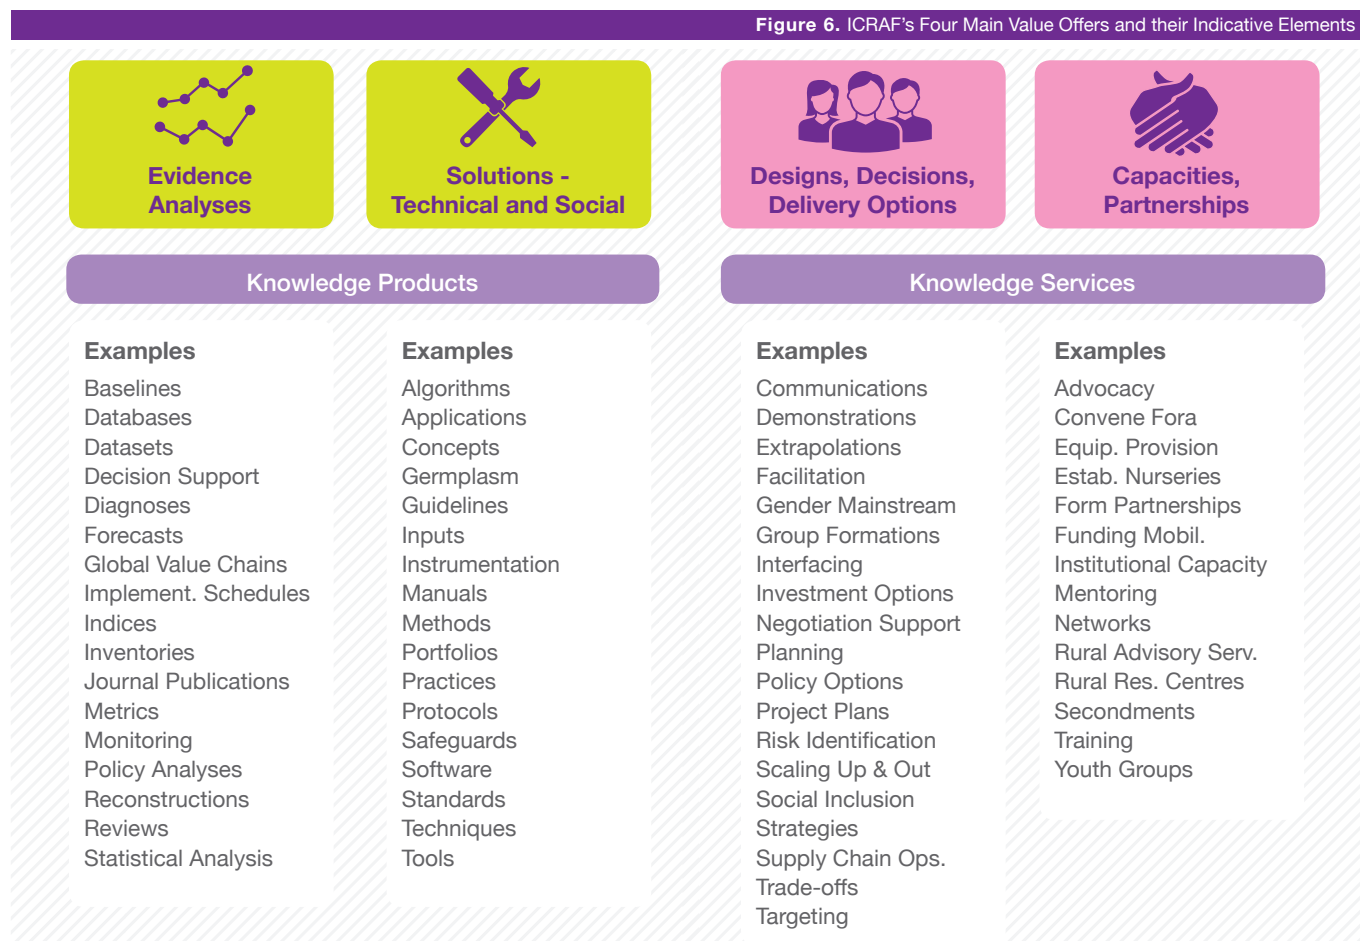 Figure 6. ICRAF's Four Main Value Offers and their Indicative Elements
Evidence
Analyses
Solutions -
Technical and Social
Designs, Decisions,
Delivery Options
Capacities,
Partnerships
Knowledge Products
Knowledge Services
Examples
Baselines
Databases
Datasets
Decision Support
Diagnoses
Forecasts
Global Value Chains
Implement. Schedules
Indices
Inventories
Journal Publications
Metrics
Monitoring
Policy Analyses
Reconstructions
Reviews
Statistical Analysis
Examples
Algorithms
Applications
Concepts
Germplasm
Guidelines
Inputs
Instrumentation
Manuals
Methods
Portfolios
Practices
Protocols
Safeguards
Software
Standards
Techniques
Tools
Examples
Communications
Demonstrations
Extrapolations
Facilitation
Gender Mainstream
Group Formations
Interfacing
Investment Options
Negotiation Support
Planning
Policy Options
Project Plans
Risk Identification
Scaling Up & Out
Social Inclusion
Strategies
Supply Chain Ops.
Trade-offs
Targeting
Examples
Advocacy
Convene Fora
Equip. Provision
Estab. Nurseries
Form Partnerships
Funding Mobil.
Institutional Capacity
Mentoring
Networks
Rural Advisory Serv.
Rural Res. Centres
Secondments
Training
Youth Groups